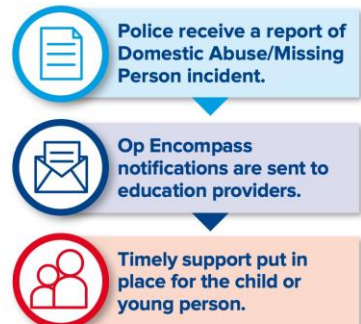 Police receive a report of
Domestic Abuse/Missing
Person incident.
Op Encompass
notifications are sent to
education providers.
Timely support put in
place for the child or
young person.